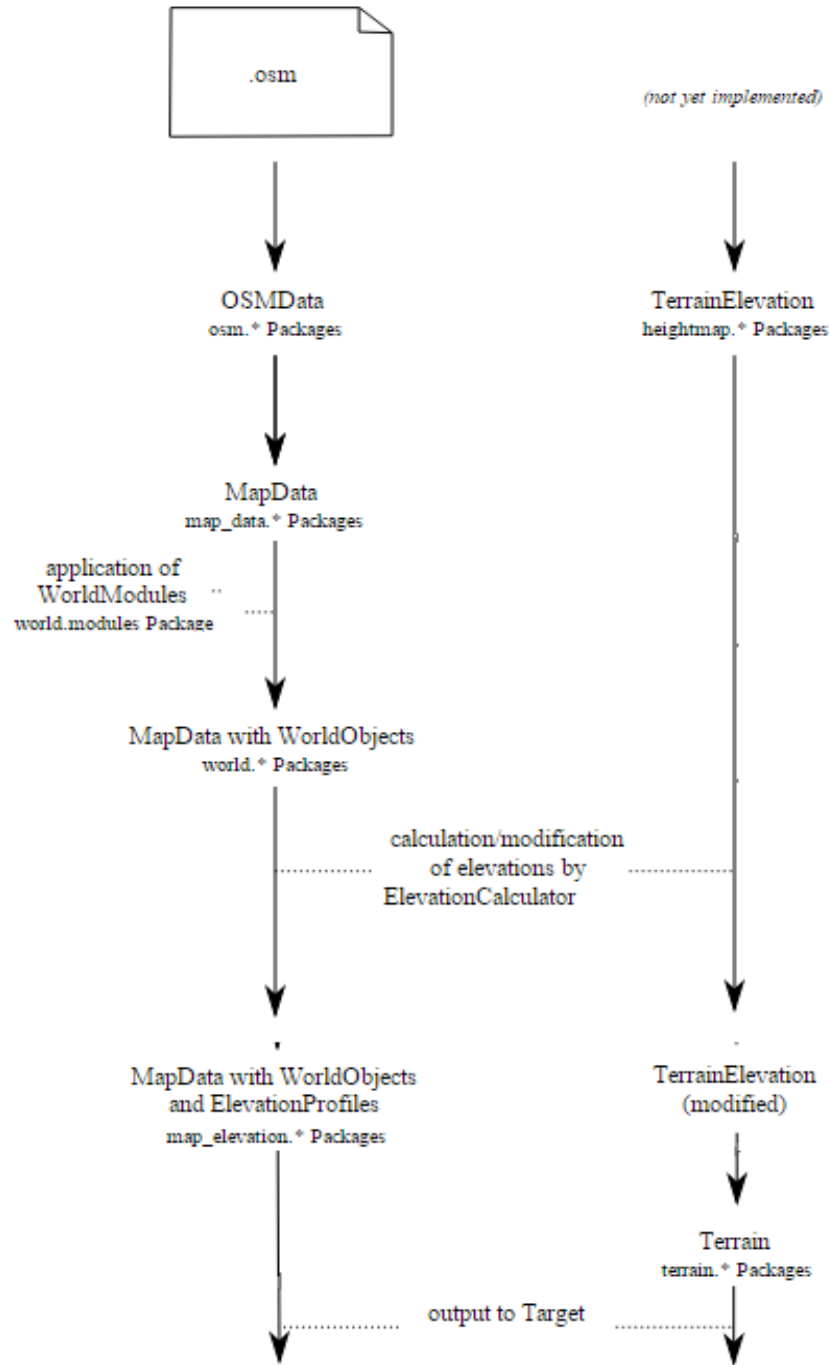 .osm
(not yet implemented)
OSMData
osm.* Packages
TerrainElevation
heightmap.* Packages
MapData
map_data.* Packages
application of
WorldModules
world.modules Package
MapData with WorldObjects
world.* Packages
calculation/modification
of elevations by
ElevationCalculator
MapData with WorldObjects
and ElevationProfiles
map_elevation.* Packages
TerrainElevation
(modified)
Terrain
terrain.* Packages
output to Target